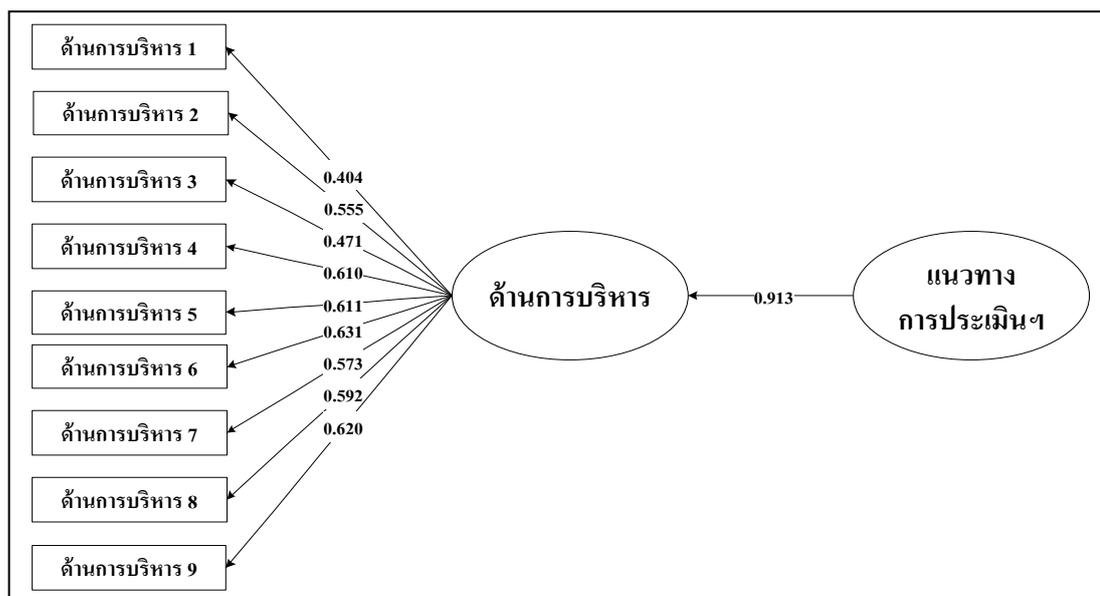 ด้านการบริหาร 1
ด้านการบริหาร 2
ด้านการบริหาร 3
ด้านการบริหาร 4
ด้านการบริหาร 5
ด้านการบริหาร 6
ด้านการบริหาร 7
ด้านการบริหาร 8
ด้านการบริหาร 9
0.404
0.555
0.471
0.610
0.611
0.631
0.573
0.592
0.620
ด้านการบริหาร
0.913
แนวทาง
การประเมินฯ